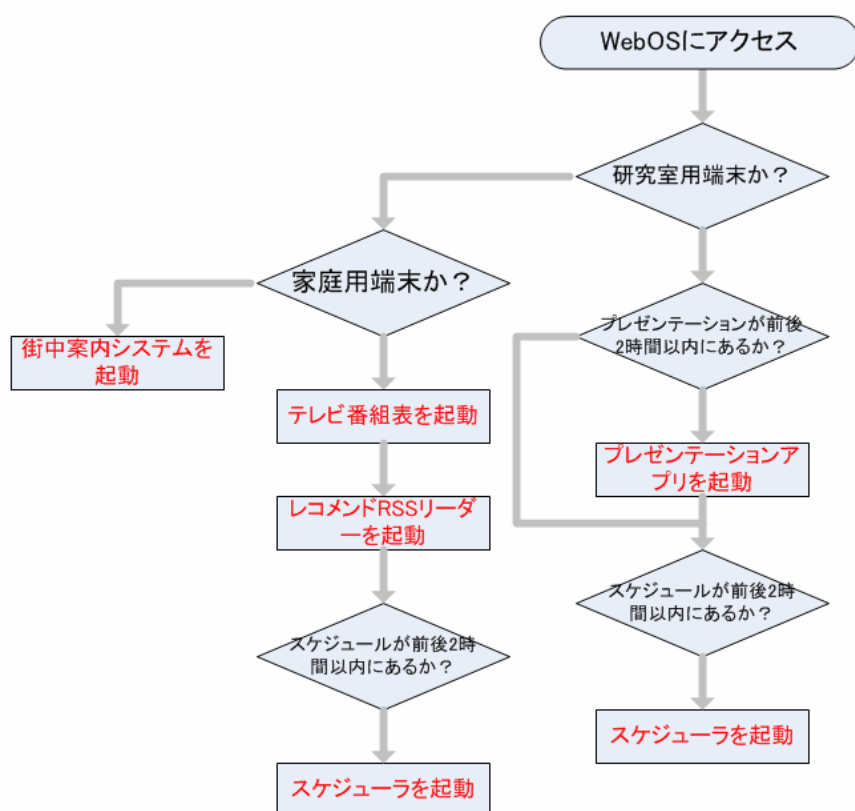 WebOSにアクセス
研究室用端末か？
家庭用端末か？
プレゼンテーションが前後
2時間以内にあるか？
街中案内システムを
起動
テレビ番組表を起動
プレゼンテーションア
プリを起動
レコメンドRSSリーダ
ーを起動
スケジュールが前後2時
間以内にあるか？
スケジュールが前後2時
間以内にあるか？
スケジューラを起動
スケジューラを起動